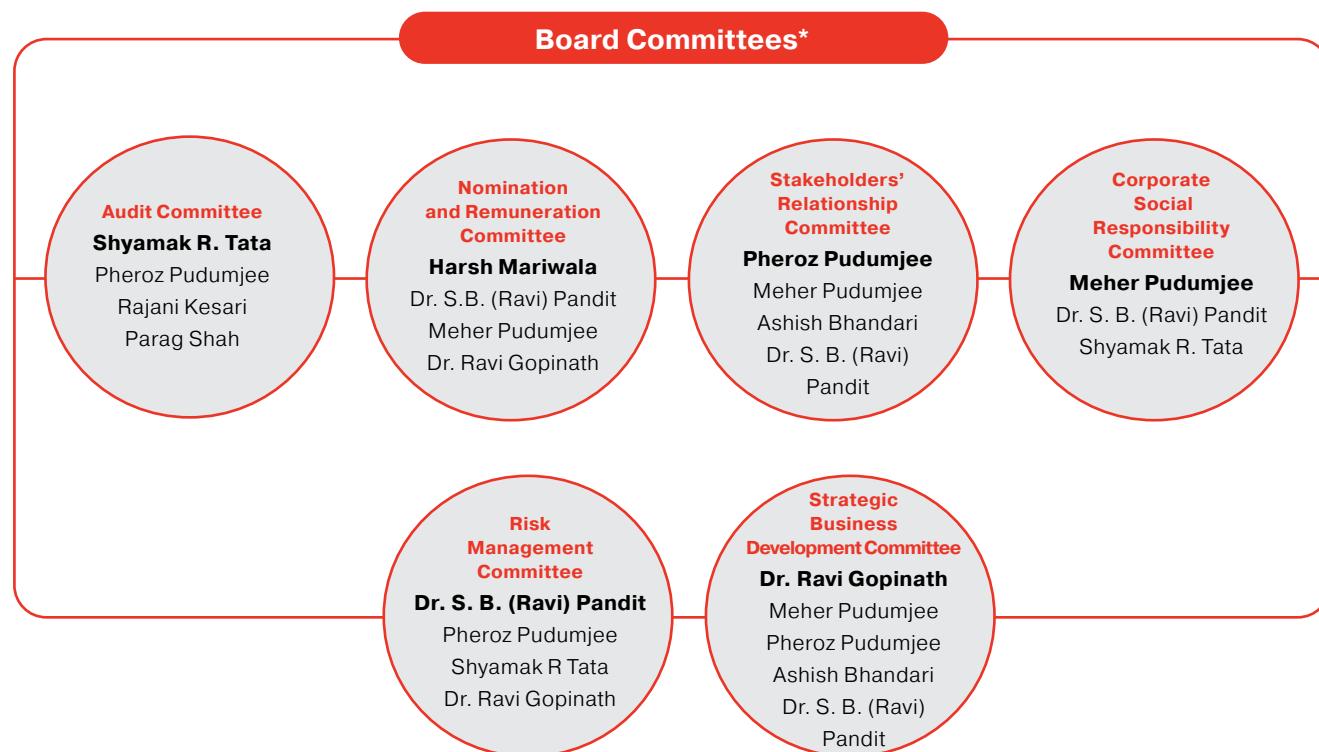 Board Committees*
Audit Committee
Shyamak R. Tata
Pheroz Pudumjee
Rajani Kesari
Parag Shah
Nomination
and Remuneration
Committee
Harsh Mariwala
Dr. S.B. (Ravi) Pandit
Meher Pudumjee
Dr. Ravi Gopinath
Stakeholders’
Relationship
Committee
Pheroz Pudumjee
Meher Pudumjee
Ashish Bhandari
Dr. S. B. (Ravi)
Pandit
Corporate
Social
Responsibility
Committee
Meher Pudumjee
Dr. S. B. (Ravi) Pandit
Shyamak R. Tata
Risk
Management
Committee
Dr. S. B. (Ravi) Pandit
Pheroz Pudumjee
Shyamak R Tata
Dr. Ravi Gopinath
Strategic
Business
Development Committee
Dr. Ravi Gopinath
Meher Pudumjee
Pheroz Pudumjee
Ashish Bhandari
Dr. S. B. (Ravi)
Pandit